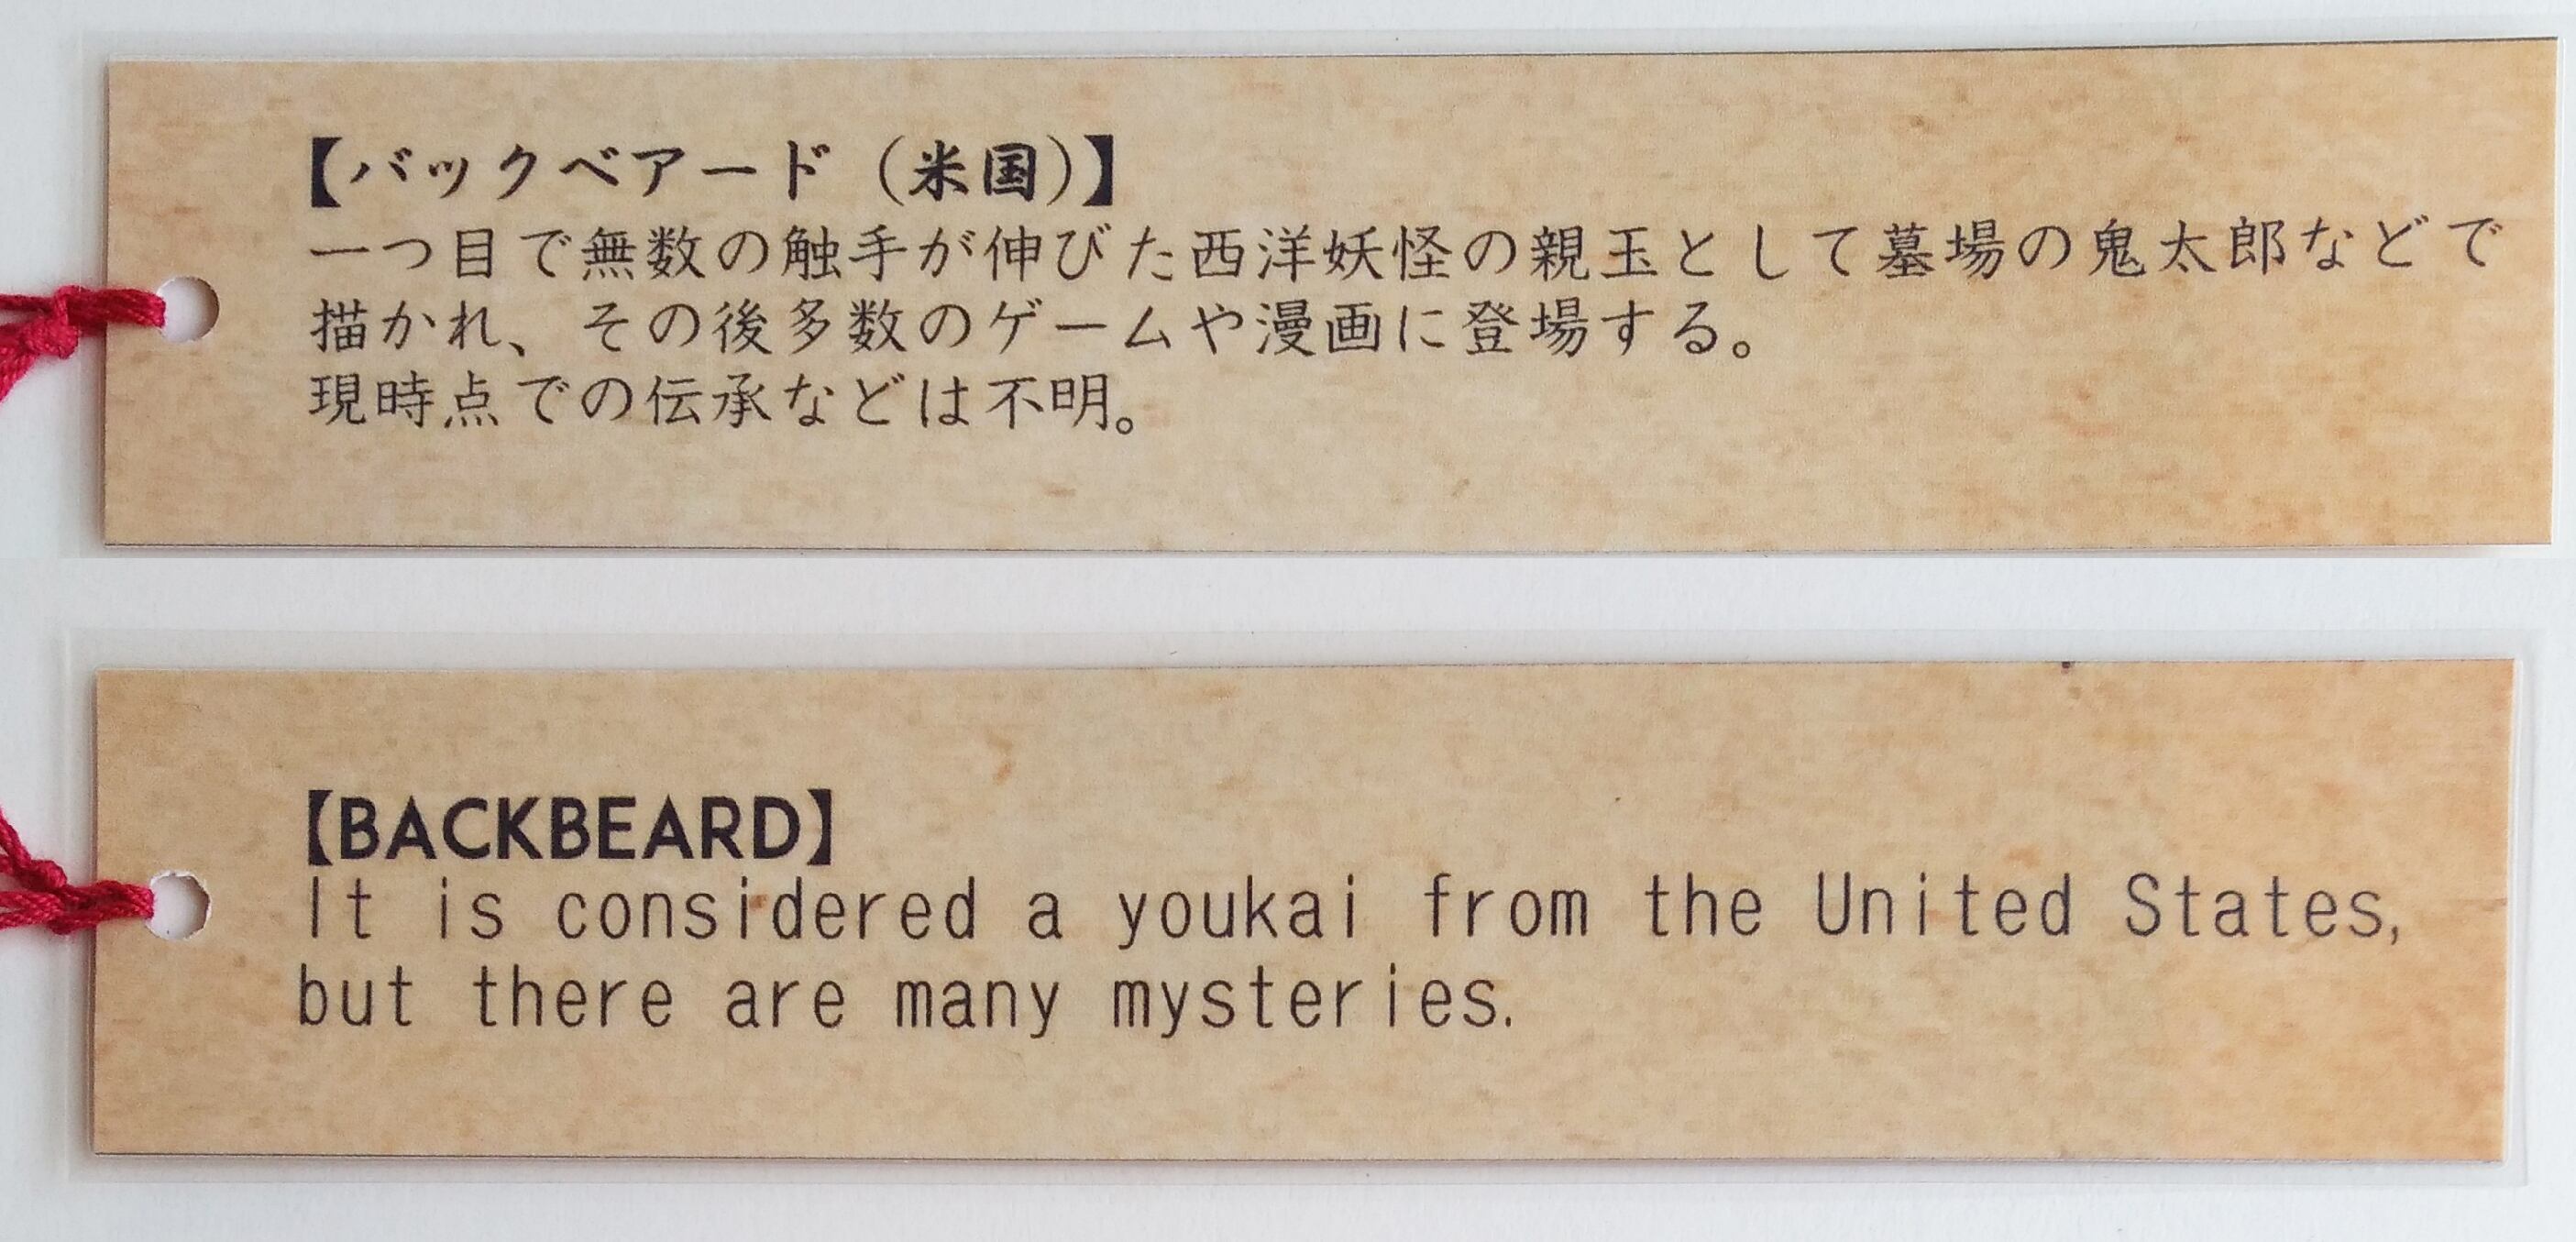 【バックベアード（米国）】
一つ目で無数の触手が伸びた西洋妖怪の親玉として墓場の鬼太郎などで
描かれ、その後多数のゲームや漫画に登場する。
現時点での伝承などは不明。
【BACKBEARD】
It is considered a youkai from the United States,
but there are many mysteries.